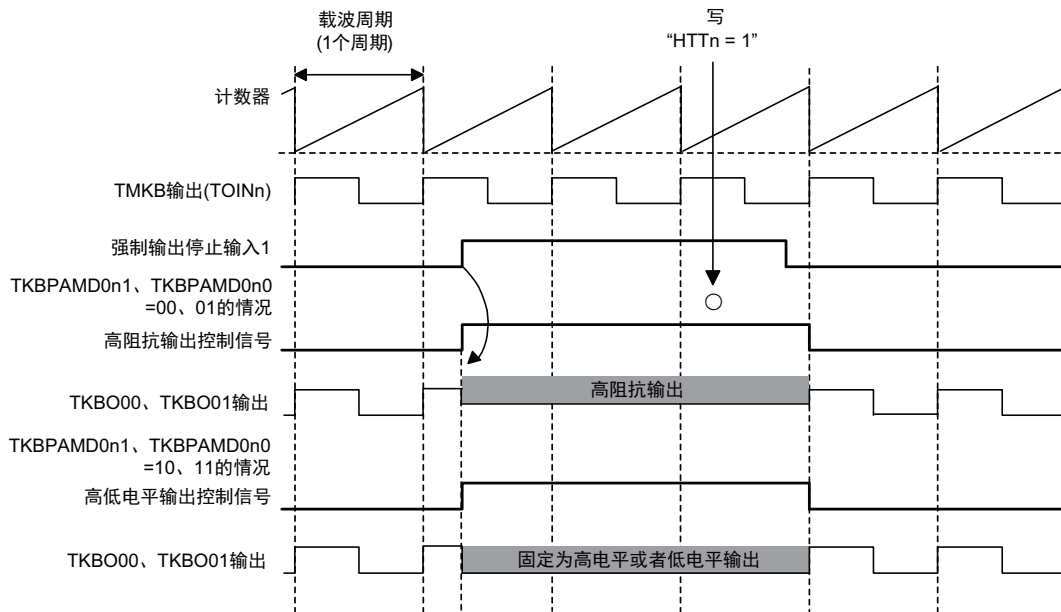 载波周期
(1个周期)
写
“HTTn = 1”
计数器
TMKB输出(TOINn)
强制输出停止输入1
TKBPAMD0n1、TKBPAMD0n0
=00、01的情况
高阻抗输出控制信号
高阻抗输出
TKBO00、TKBO01输出
TKBPAMD0n1、TKBPAMD0n0
=10、11的情况
高低电平输出控制信号
TKBO00、TKBO01输出
固定为高电平或者低电平输出